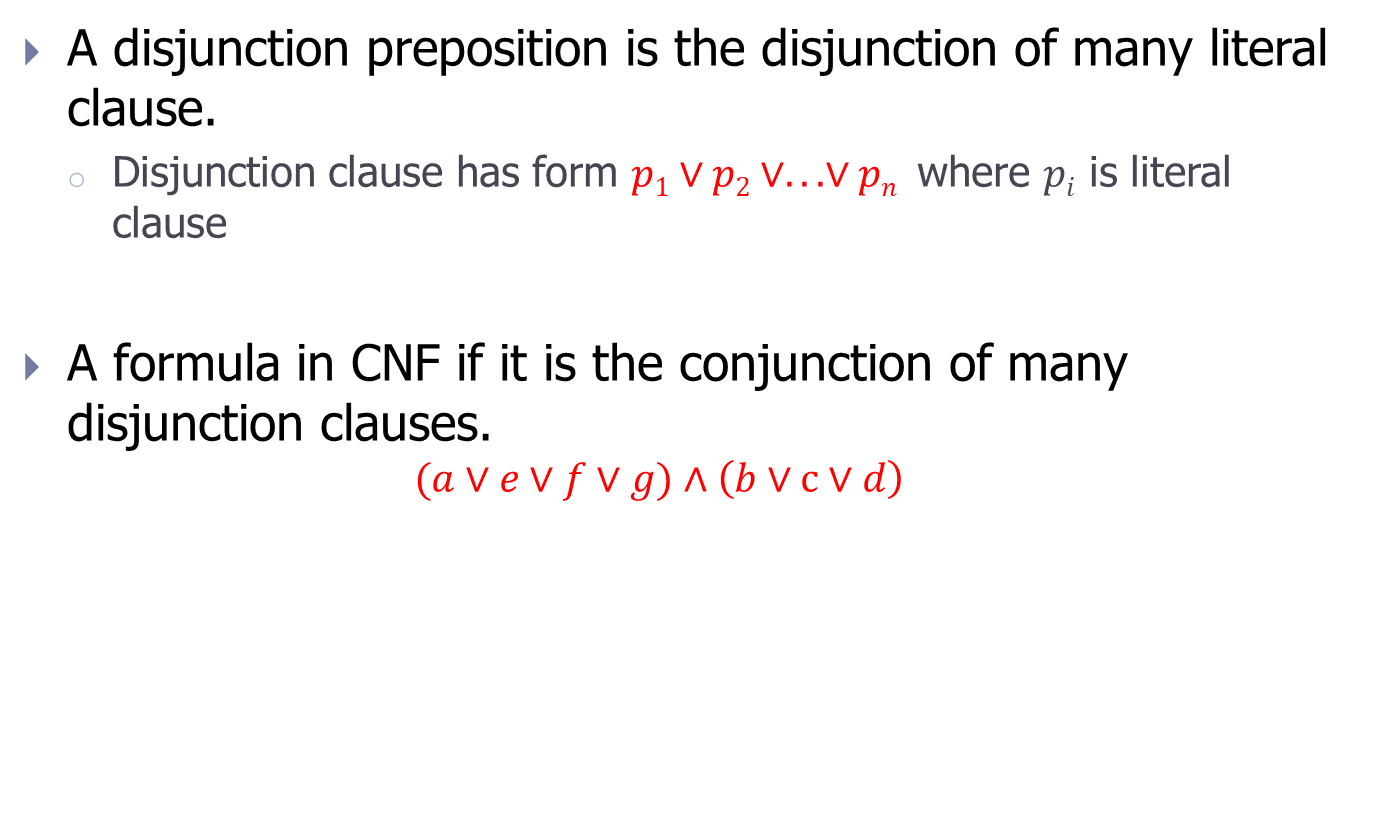 A disjunction preposition is the disjunction of many literal
clause.
Disjunction clause has form p₁ ∨ p₂ ∨…∨ pₙ where pᵢ is literal
clause
A formula in CNF if it is the conjunction of many
disjunction clauses.
(a ∨ e ∨ f ∨ g) ∧ (b ∨ c ∨ d)